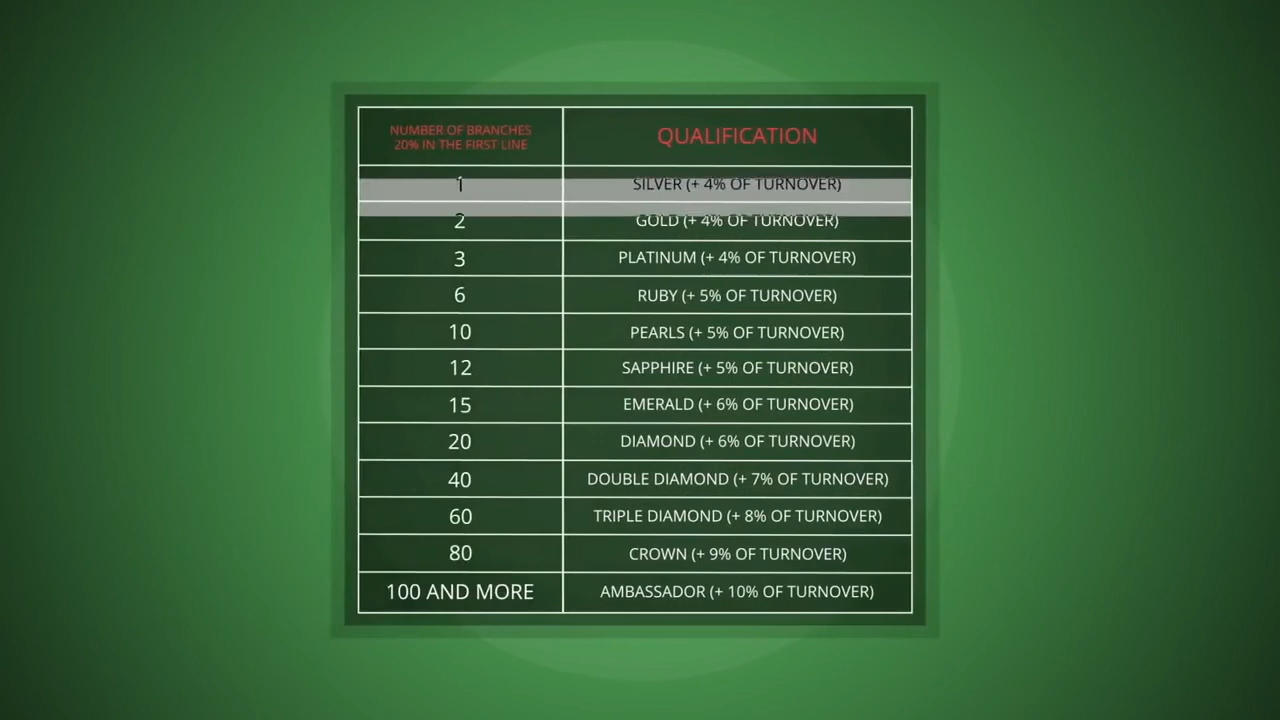 NUMBER OF BRANCHES
20% IN THE FIRST LINE
QUALIFICATION
1
SILVER (+ 4% OF TURNOVER)
2
GOLD (+ 4% OF TURNOVER)
3
PLATINUM (+ 4% OF TURNOVER)
6
RUBY (+ 5% OF TURNOVER)
10
PEARLS (+ 5% OF TURNOVER)
12
SAPPHIRE (+ 5% OF TURNOVER)
15
EMERALD (+ 6% OF TURNOVER)
20
DIAMOND (+ 6% OF TURNOVER)
40
DOUBLE DIAMOND (+ 7% OF TURNOVER)
60
TRIPLE DIAMOND (+ 8% OF TURNOVER)
80
CROWN (+ 9% OF TURNOVER)
100 AND MORE
AMBASSADOR (+ 10% OF TURNOVER)